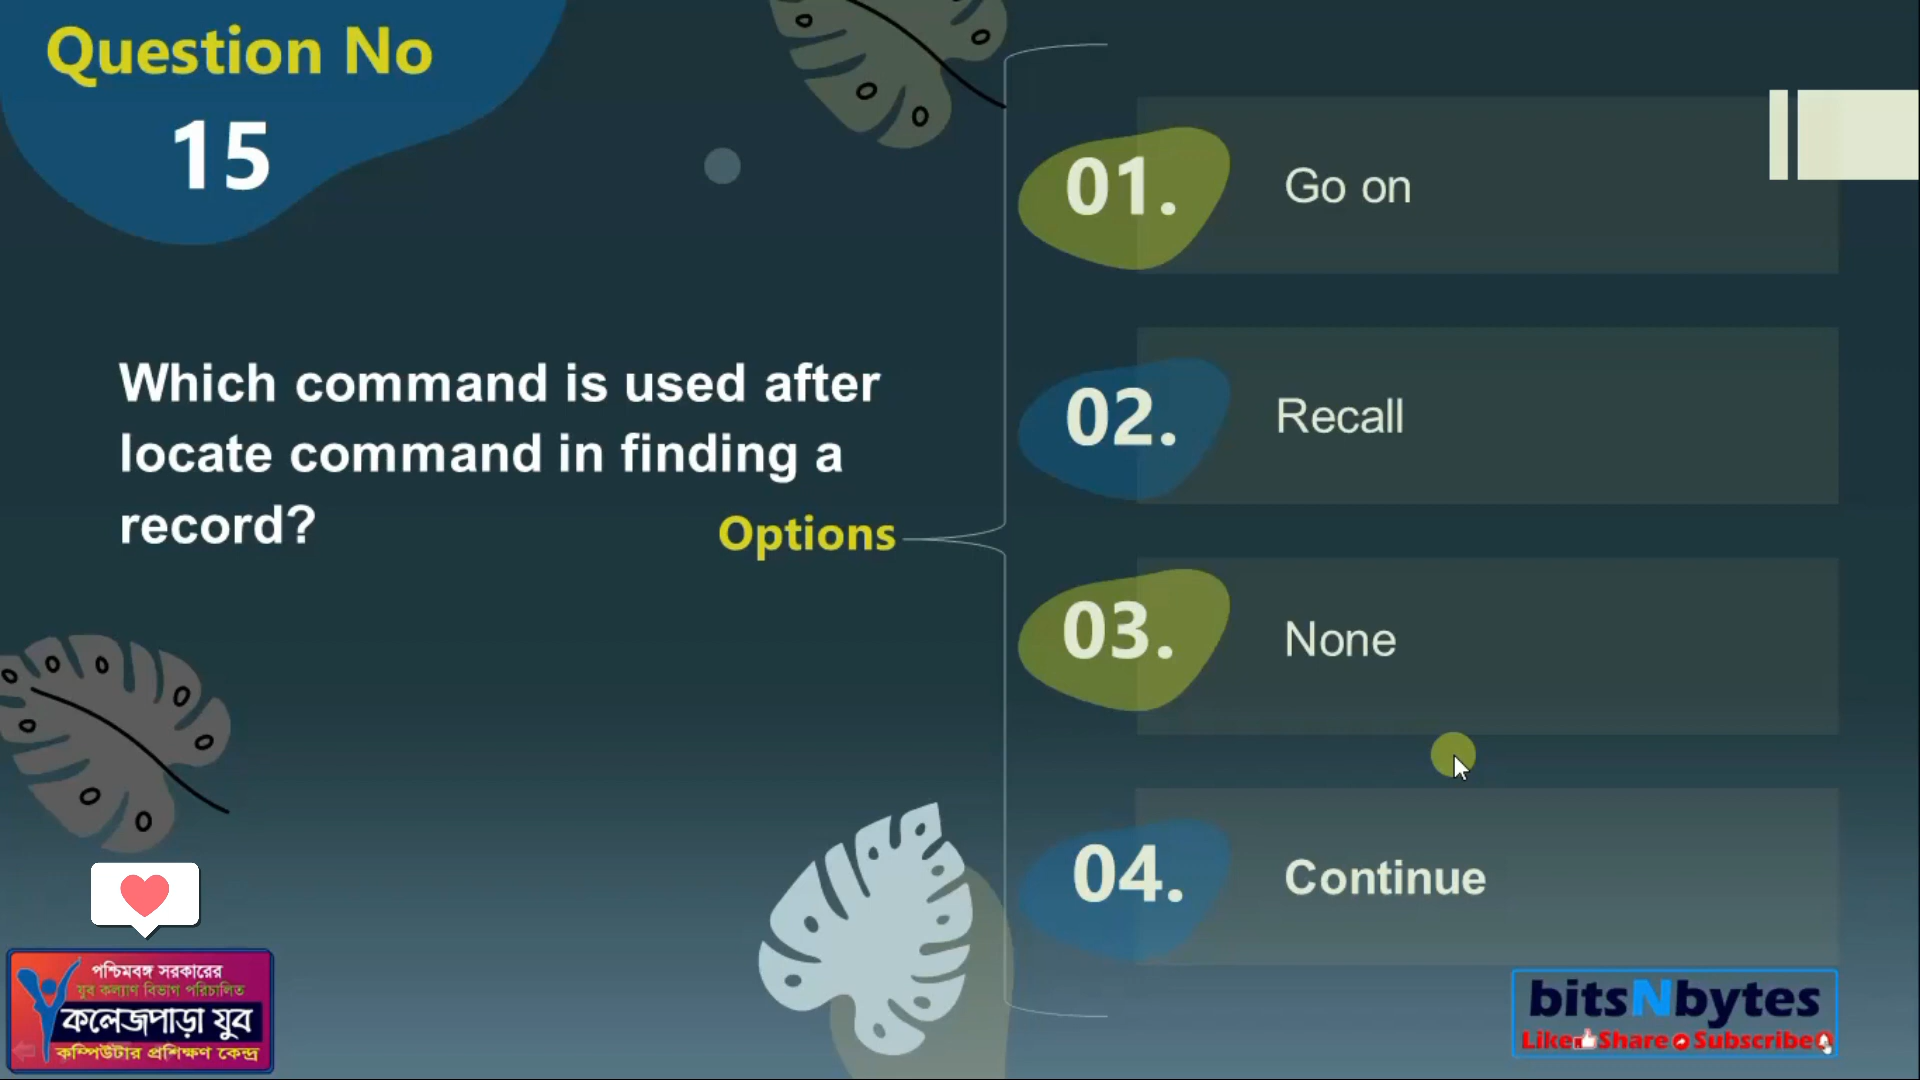 Question No
15
Which command is used after
locate command in finding a
record?
Options
01.
Go on
02.
Recall
03.
None
04.
Continue
পশ্চিমবঙ্গ সরকারের
যুব কল্যাণ বিভাগ পরিচালিত
কলেজপাড়া যুব
কম্পিউটার প্রশিক্ষণ কেন্দ্র
bitsNbytes
Like Share Subscribe